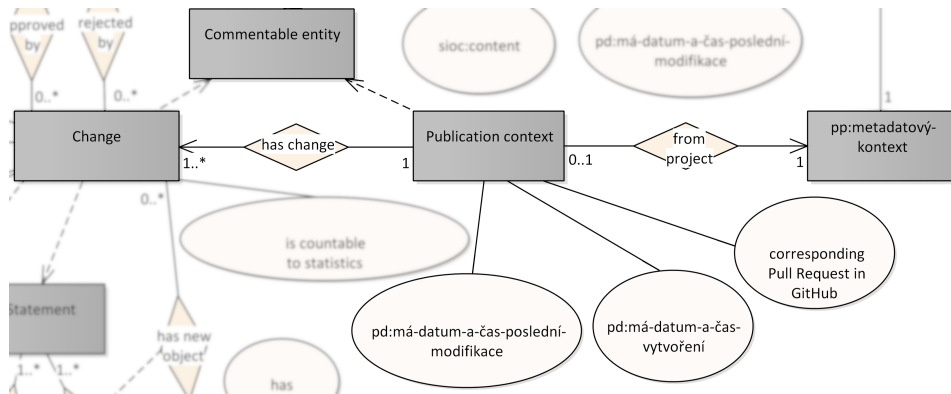 pproved
by
rejected
by
Commentable entity
sioc:content
pd:má-datum-a-čas-poslední-
modifikace
0..*
0..*
1
Change
has change
1..*
1
Publication context
0..1
from
project
1
pp:metadatový-
kontext
0..*
is countable
to statistics
corresponding
Pull Request in
GitHub
Statement
pd:má-datum-a-čas-poslední-
modifikace
pd:má-datum-a-čas-
vytvoření
has new
object
1..*
1..*
has